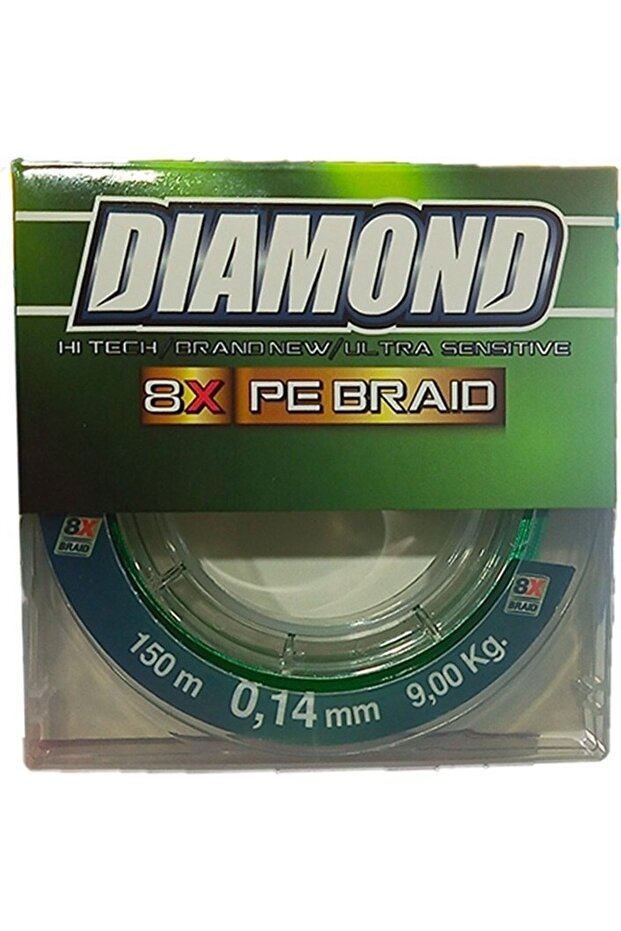 DIAMOND
HI TECH/BRAND NEW/ULTRA SENSITIVE
8X PE BRAID
8X
BRAID
8X
BRAID
150 m 0,14 mm 9,00 Kg.